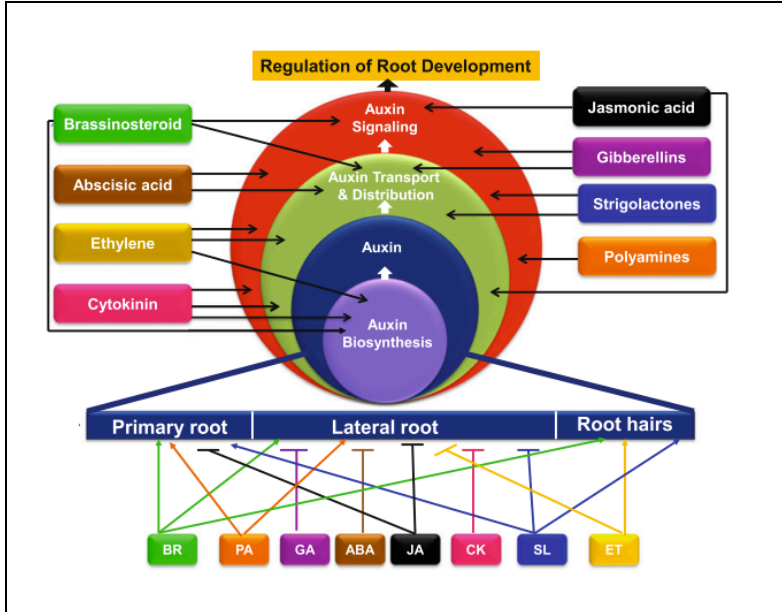 Regulation of Root Development
Auxin
Signaling
Auxin Transport
& Distribution
Auxin
Auxin
Biosynthesis
Brassinosteroid
Abscisic acid
Ethylene
Cytokinin
Jasmonic acid
Gibberellins
Strigolactones
Polyamines
Primary root
Lateral root
Root hairs
BR
PA
GA
ABA
JA
CK
SL
ET